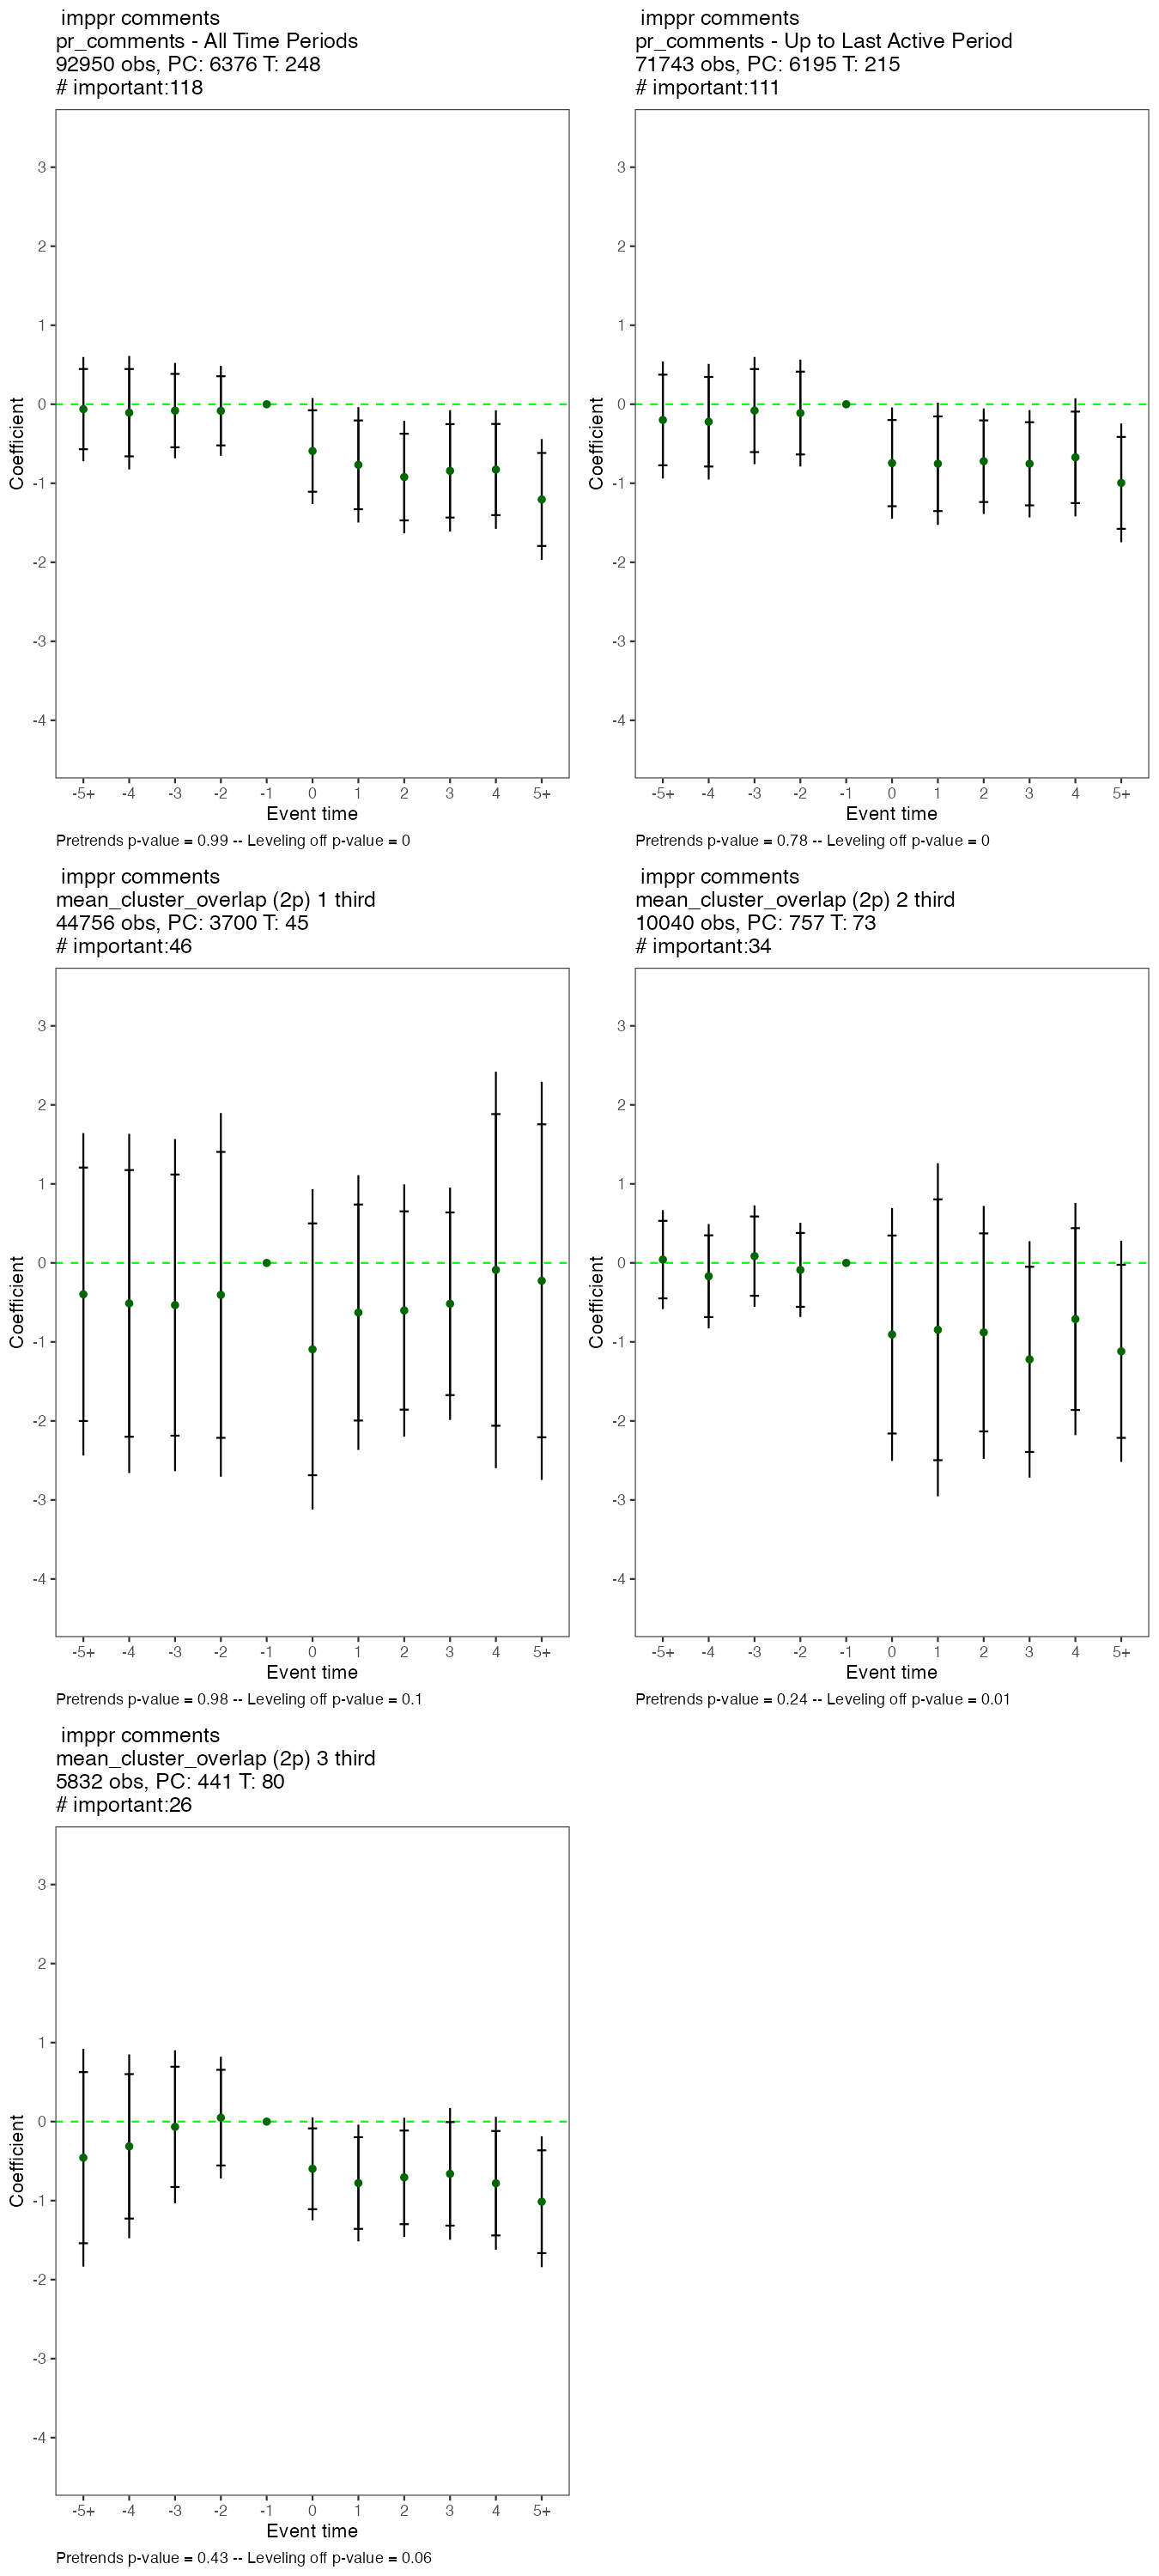 imppr comments
pr_comments - All Time Periods
92950 obs, PC: 6376 T: 248
# important:118
Coefficient
3
2
1
0
-1
-2
-3
-4
-5+ -4 -3 -2 -1 0 1 2 3 4 5+
Event time
Pretrends p-value = 0.99 -- Leveling off p-value = 0
imppr comments
pr_comments - Up to Last Active Period
71743 obs, PC: 6195 T: 215
# important:111
Coefficient
3
2
1
0
-1
-2
-3
-4
-5+ -4 -3 -2 -1 0 1 2 3 4 5+
Event time
Pretrends p-value = 0.78 -- Leveling off p-value = 0
imppr comments
mean_cluster_overlap (2p) 1 third
44756 obs, PC: 3700 T: 45
# important:46
Coefficient
3
2
1
0
-1
-2
-3
-4
-5+ -4 -3 -2 -1 0 1 2 3 4 5+
Event time
Pretrends p-value = 0.98 -- Leveling off p-value = 0.1
imppr comments
mean_cluster_overlap (2p) 2 third
10040 obs, PC: 757 T: 73
# important:34
Coefficient
3
2
1
0
-1
-2
-3
-4
-5+ -4 -3 -2 -1 0 1 2 3 4 5+
Event time
Pretrends p-value = 0.24 -- Leveling off p-value = 0.01
imppr comments
mean_cluster_overlap (2p) 3 third
5832 obs, PC: 441 T: 80
# important:26
Coefficient
3
2
1
0
-1
-2
-3
-4
-5+ -4 -3 -2 -1 0 1 2 3 4 5+
Event time
Pretrends p-value = 0.43 -- Leveling off p-value = 0.06